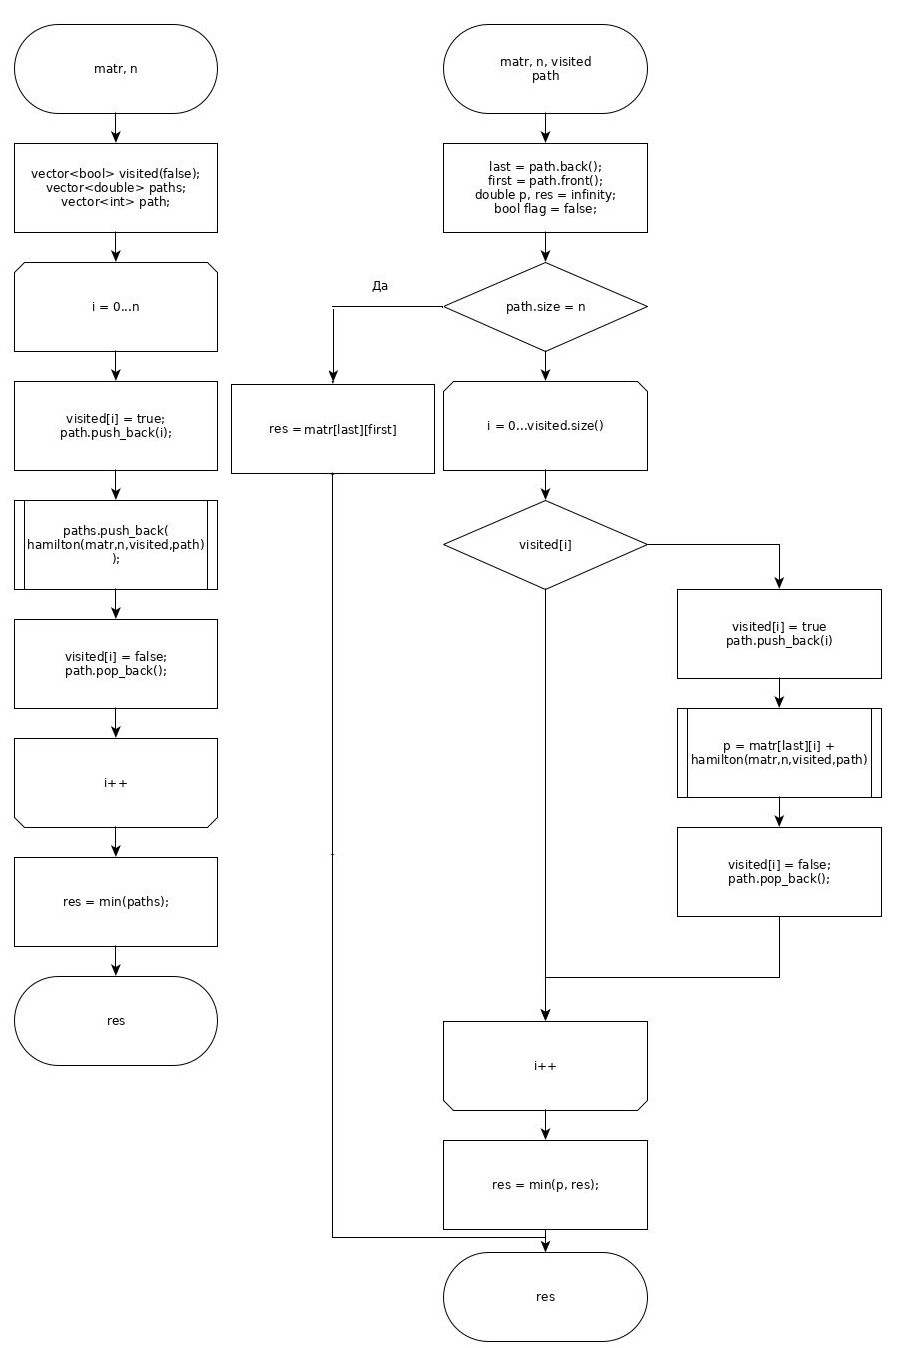 matr, n
vector<bool> visited(false);
vector<double> paths;
vector<int> path;
i = 0...n
visited[i] = true;
path.push_back(i);
paths.push_back(
hamilton(matr,n,visited,path)
);
visited[i] = false;
path.pop_back();
i++
res = min(paths);
res
matr, n, visited
path
last = path.back();
first = path.front();
double p, res = infinity;
bool flag = false;
path.size = n
Да
res = matr[last][first]
i = 0...visited.size()
visited[i]
visited[i] = true
path.push_back(i)
p = matr[last][i] +
hamilton(matr,n,visited,path)
visited[i] = false;
path.pop_back();
i++
res = min(p, res);
res